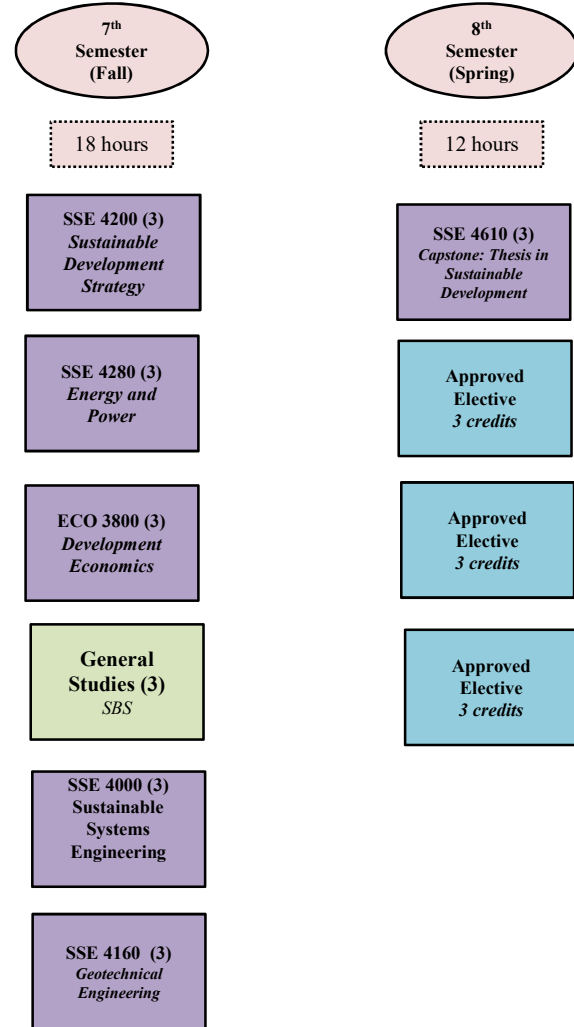 7th
Semester
(Fall)
18 hours
SSE 4200 (3)
Sustainable
Development
Strategy
SSE 4280 (3)
Energy and
Power
ECO 3800 (3)
Development
Economics
General
Studies (3)
SBS
SSE 4000 (3)
Sustainable
Systems
Engineering
SSE 4160 (3)
Geotechnical
Engineering
8th
Semester
(Spring)
12 hours
SSE 4610 (3)
Capstone: Thesis in
Sustainable
Development
Approved
Elective
3 credits
Approved
Elective
3 credits
Approved
Elective
3 credits